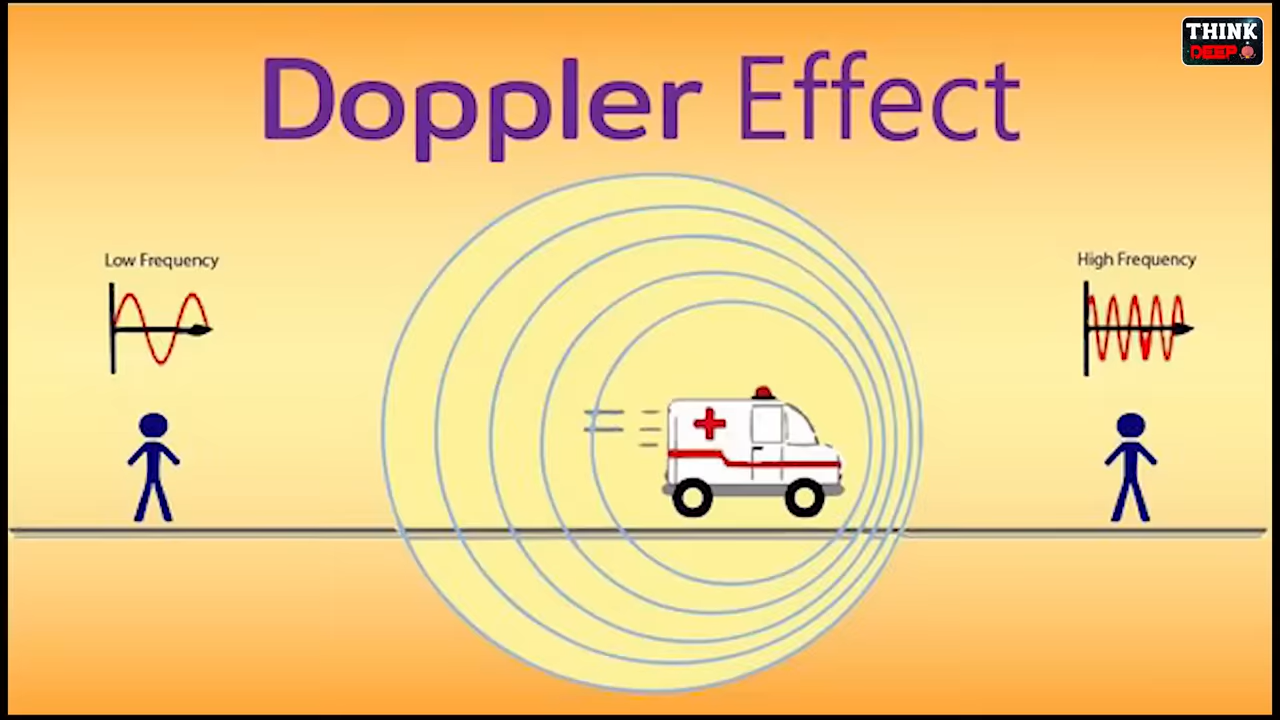 THINK
DEEP
Doppler Effect
Low Frequency
High Frequency